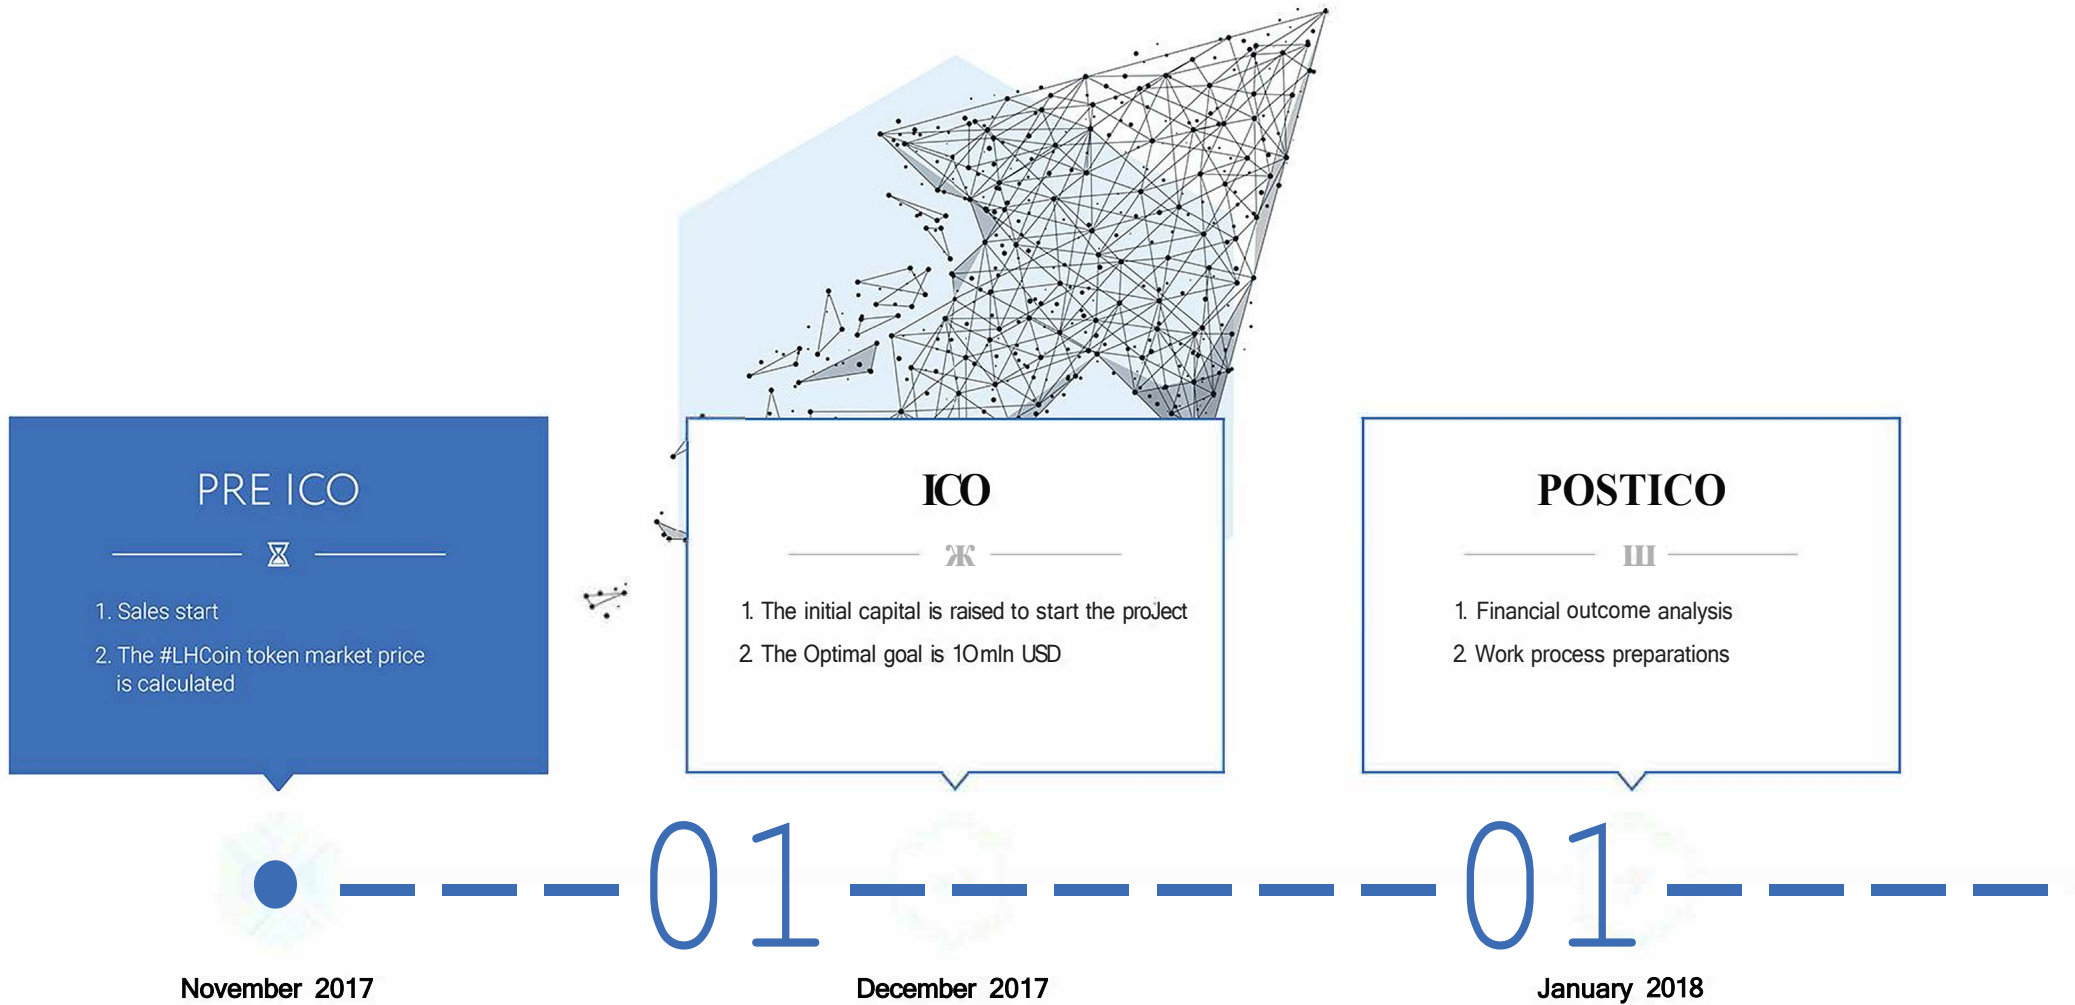 PRE ICO
1. Sales start
2. The #LHCoin token market price
is calculated
ICO
Ж
1. The initial capital is raised to start the proJect
2. The Optimal goal is 10mln USD
POSTICO
Ш
1. Financial outcome analysis
2. Work process preparations
01
01
November 2017
December 2017
January 2018